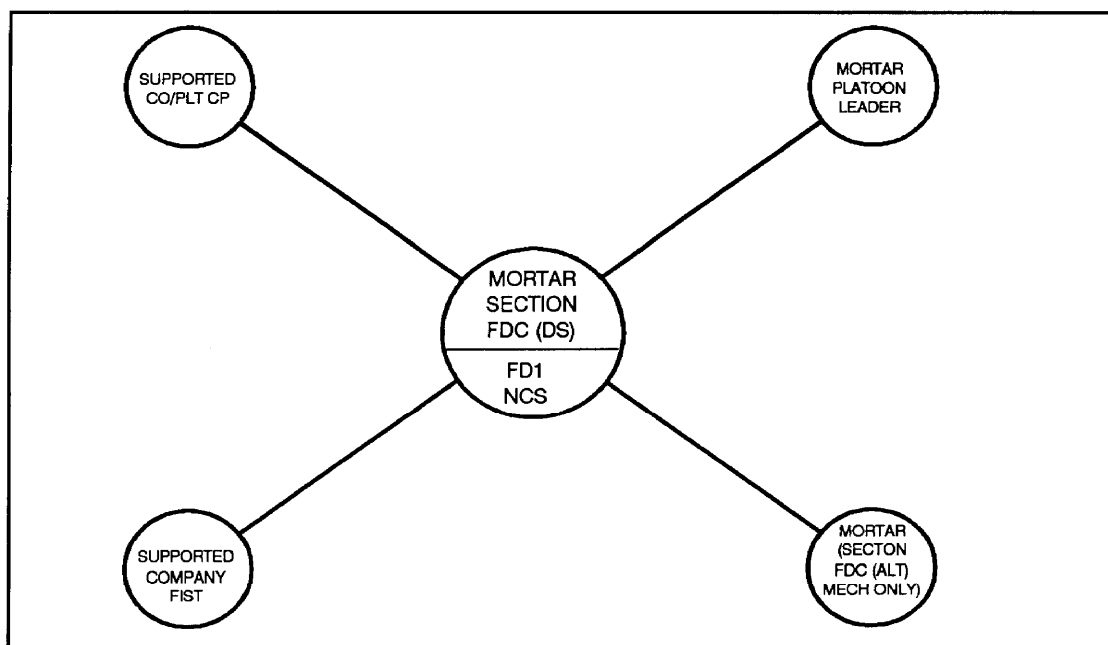 SUPPORTED
CO/PLT CP
MORTAR
PLATOON
LEADER
MORTAR
SECTION
FDC (DS)
FD1
NCS
SUPPORTED
COMPANY
FIST
MORTAR
(SECTON
FDC (ALT)
MECH ONLY)